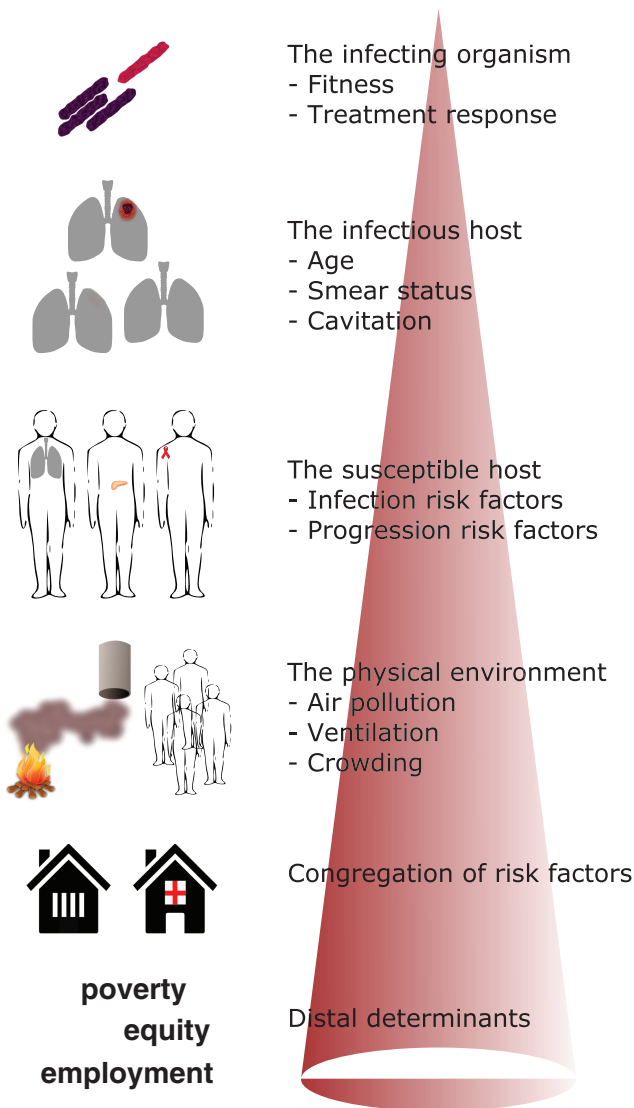 The infecting organism
- Fitness
- Treatment response
The infectious host
- Age
- Smear status
- Cavitation
The susceptible host
- Infection risk factors
- Progression risk factors
The physical environment
- Air pollution
- Ventilation
- Crowding
Congregation of risk factors
poverty
equity
employment
Distal determinants